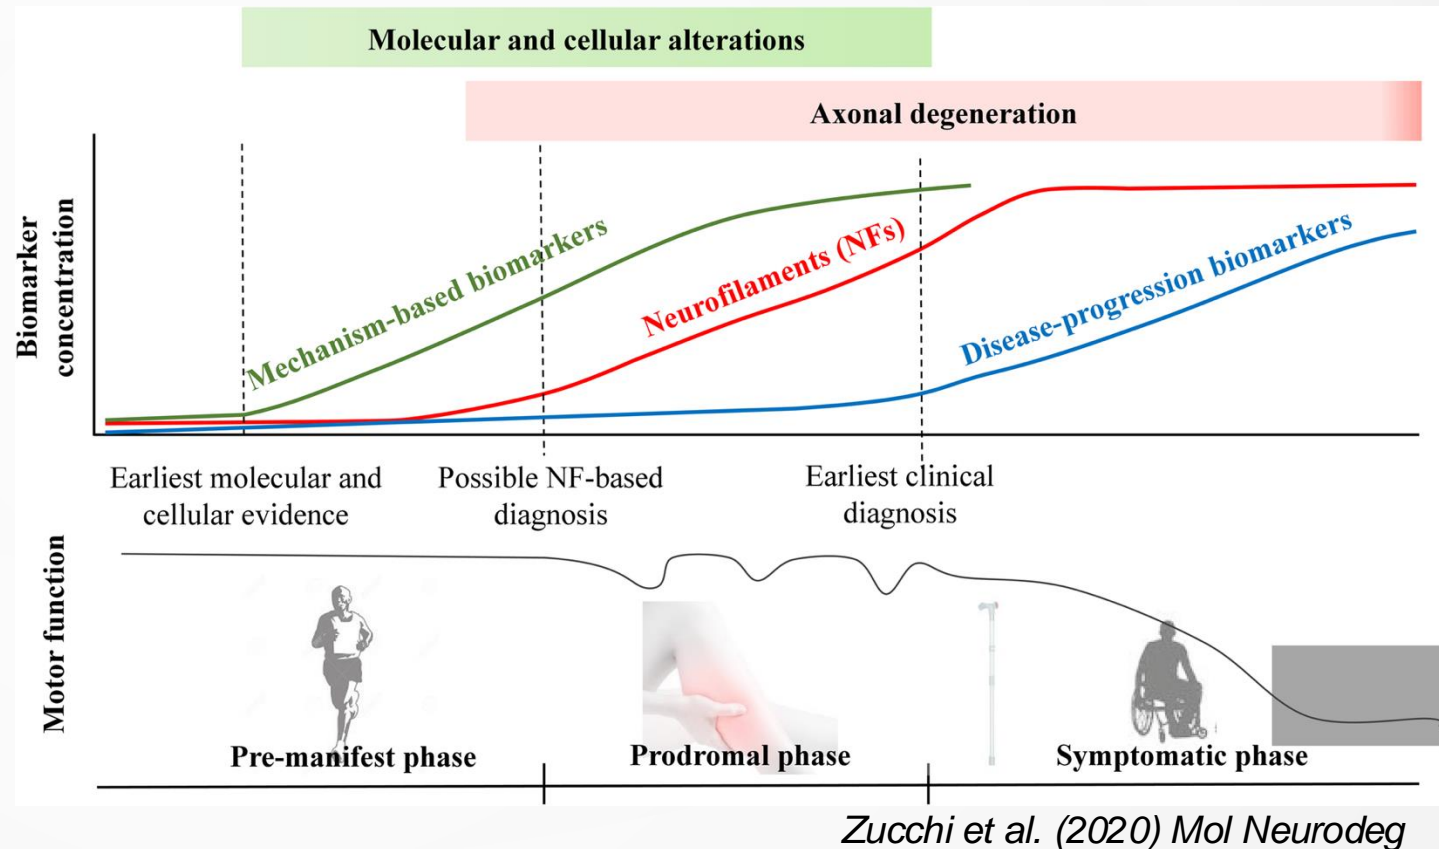 Molecular and cellular alterations
Axonal degeneration
Biomarker
concentration
Mechanism-based biomarkers
Neurofilaments (NFs)
Disease-progression biomarkers
Earliest molecular and
cellular evidence
Possible NF-based
diagnosis
Earliest clinical
diagnosis
Motor function
Pre-manifest phase
Prodromal phase
Symptomatic phase
Zucchi et al. (2020) Mol Neurodeg